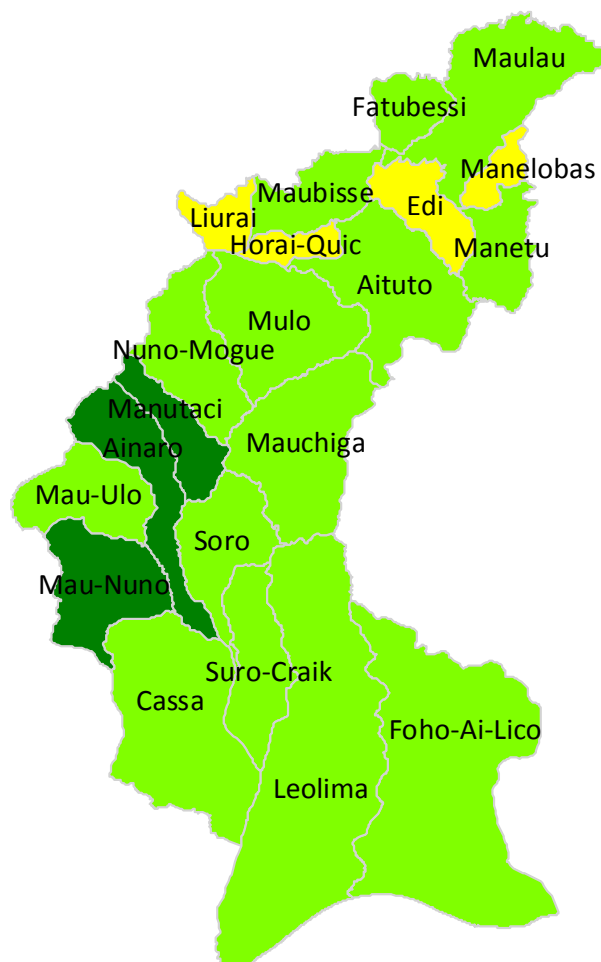 Maulau
Fatubessi
Manelobas
Maubisse
Edi
Liurai
Horai-Quic
Manetu
Aituto
Mulo
Nuno-Mogue
Manutaci
Mauchiga
Ainaro
Mau-Ulo
Soro
Mau-Nuno
Suro-Craik
Cassa
Foho-Ai-Lico
Leolima